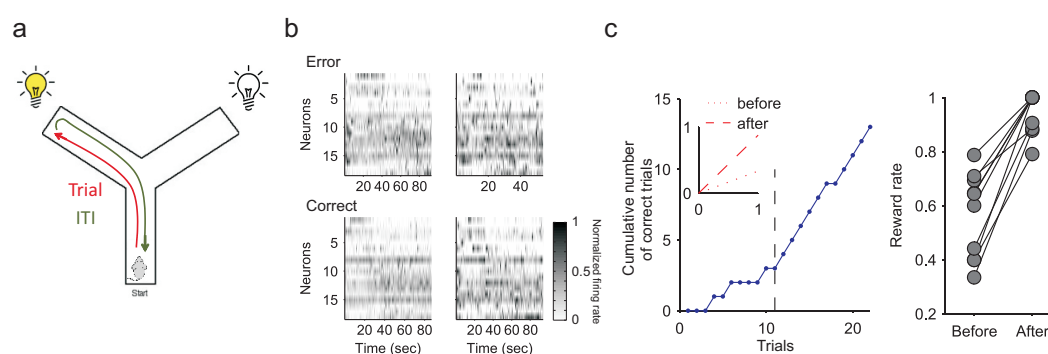 a
Trial
ITI
Start
b
Error
Neurons
5
10
15
20 40 60 80
20 40
Correct
Neurons
5
10
15
20 40 60 80
20 40 60 80
Time (sec)
Time (sec)
1
0.5
0
Normalized firing rate
c
15
10
5
0
Cumulative number
of correct trials
before
after
1
0
0
1
0
10
20
Trials
1
0.8
0.6
0.4
0.2
Reward rate
Before
After